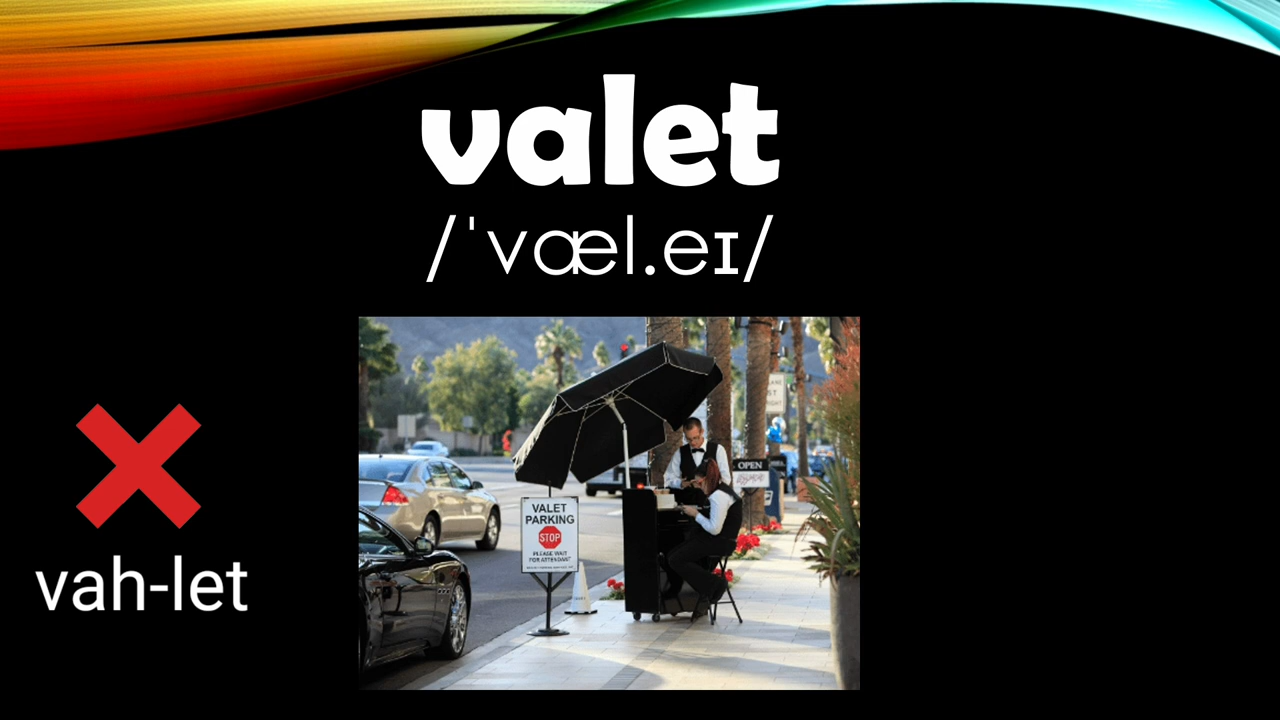 valet
/ˈvæl.eɪ/
vah-let
VALET
PARKING
STOP
PLEASE WAIT
FOR ATTENDANT
OPEN